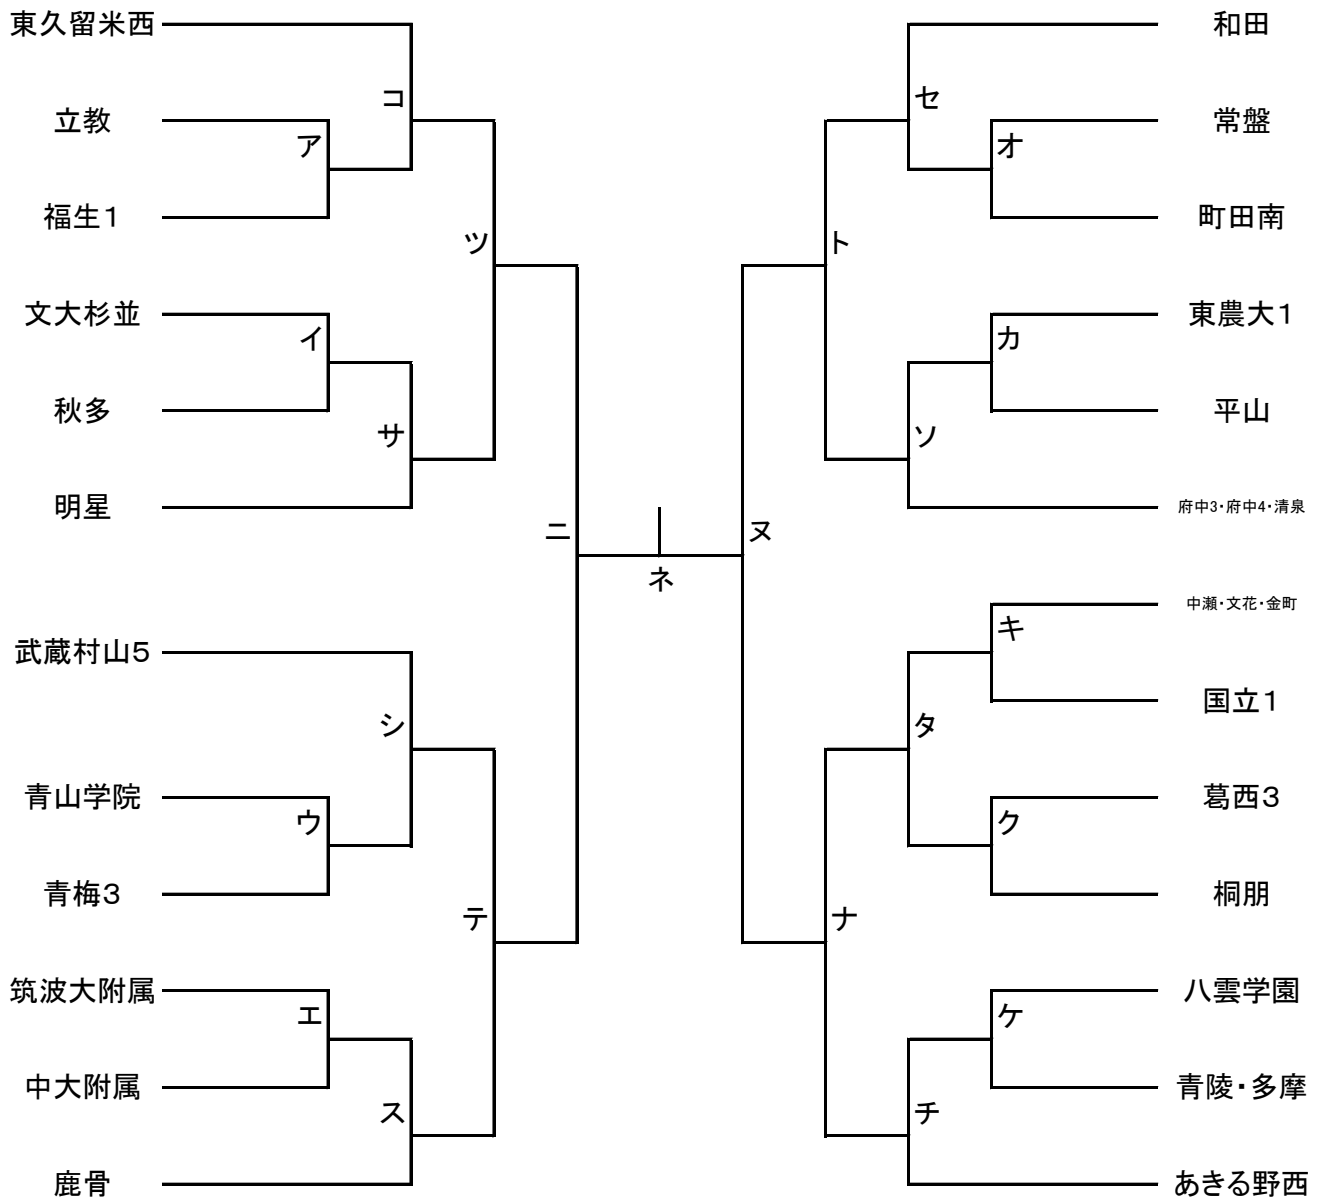 東久留米西
コ
立教
ア
福生１
ツ
文大杉並
イ
秋多
サ
明星
ニ
武蔵村山５
シ
青山学院
ウ
青梅３
テ
筑波大附属
エ
中大附属
ス
鹿骨
ネ
和田
セ
常盤
オ
町田南
ト
東農大１
カ
平山
ソ
府中3・府中4・清泉
ヌ
中瀬・文花・金町
キ
国立１
タ
葛西３
ク
桐朋
ナ
八雲学園
ケ
青陵・多摩
チ
あきる野西